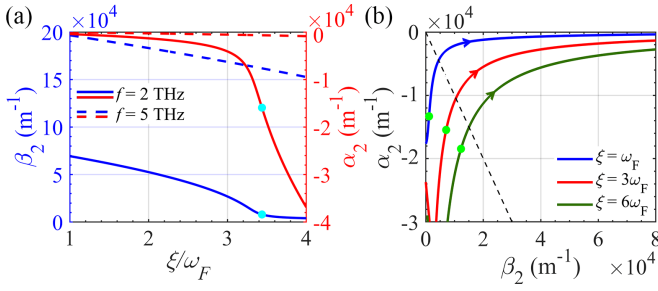 (a)
×10⁴
×10⁴
20
15
10
5
0
β₂ (m⁻¹)
0
-1
-2
-3
-4
α₂ (m⁻¹)
f = 2 THz
f = 5 THz
1
2
3
4
ξ/ω_F
(b)
×10⁴
0
-1
-2
-3
α₂ (m⁻¹)
ξ = ω_F
ξ = 3ω_F
ξ = 6ω_F
0
2
4
6
8
β₂ (m⁻¹)
×10⁴